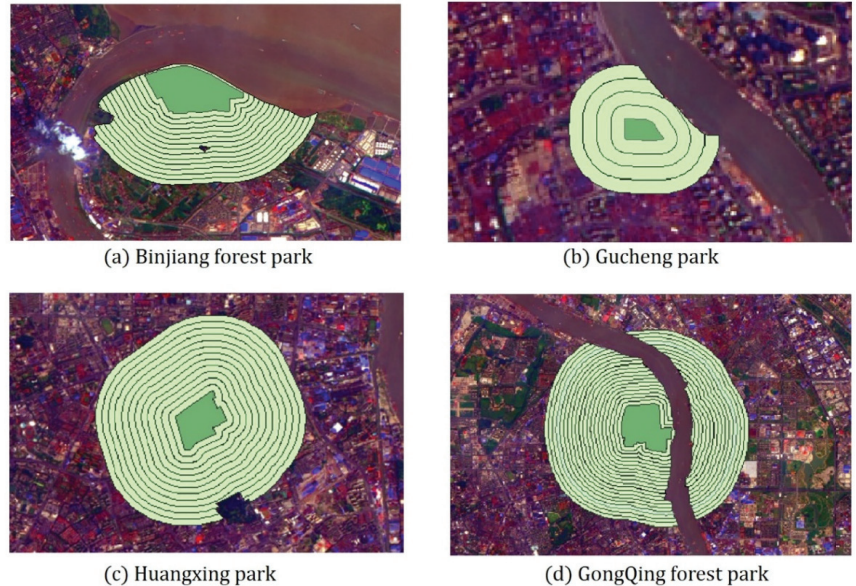 (a) Binjiang forest park
(b) Gucheng park
(c) Huangxing park
(d) GongQing forest park